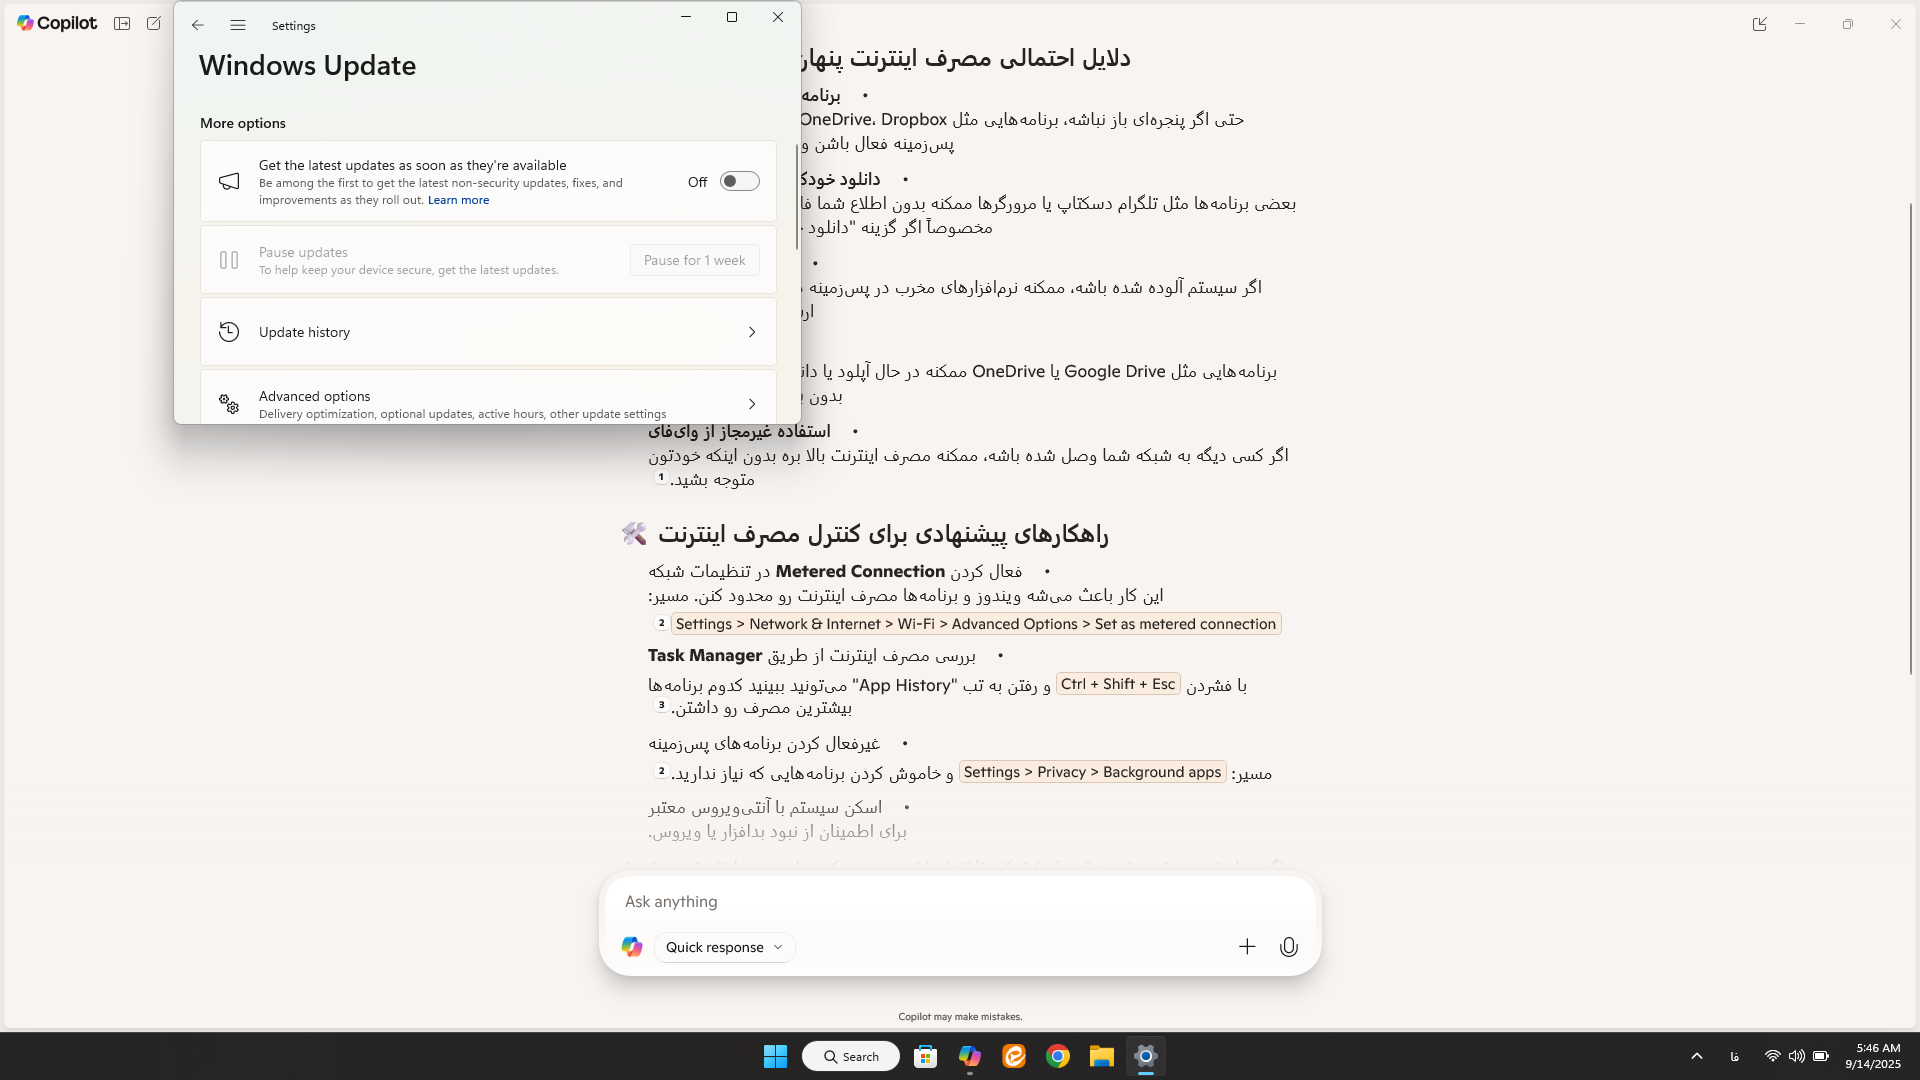 Copilot
Settings
Windows Update
More options
Get the latest updates as soon as they're available
Be among the first to get the latest non-security updates, fixes, and
improvements as they roll out. Learn more
Off
Pause updates
To help keep your device secure, get the latest updates.
Pause for 1 week
Update history
Advanced options
Delivery optimization, optional updates, active hours, other update settings
دلایل احتمالی مصرف اینترنت پنهان
• برنامه
حتی اگر پنجره‌ای باز نباشه، برنامه‌هایی مثل OneDrive، Dropbox
پس‌زمینه فعال باشن و
• دانلود خودک
بعضی برنامه‌ها مثل تلگرام دسکتاپ یا مرورگرها ممکنه بدون اطلاع شما فا
مخصوصاً اگر گزینه "دانلود
•
اگر سیستم آلوده شده باشه، ممکنه نرم‌افزارهای مخرب در پس‌زمینه
ار
برنامه‌هایی مثل Google Drive یا OneDrive ممکنه در حال آپلود یا دان
بدون
• استفاده غیرمجاز از وای‌فای
اگر کسی دیگه به شبکه شما وصل شده باشه، ممکنه مصرف اینترنت بالا بره بدون اینکه خودتون
متوجه بشید. 1
راهکارهای پیشنهادی برای کنترل مصرف اینترنت 🛠️
• فعال کردن Metered Connection در تنظیمات شبکه
این کار باعث می‌شه ویندوز و برنامه‌ها مصرف اینترنت رو محدود کنن. مسیر:
Settings > Network & Internet > Wi-Fi > Advanced Options > Set as metered connection 2
• بررسی مصرف اینترنت از طریق Task Manager
با فشردن Ctrl + Shift + Esc و رفتن به تب "App History" می‌تونید ببینید کدوم برنامه‌ها
بیشترین مصرف رو داشتن. 3
• غیرفعال کردن برنامه‌های پس‌زمینه
مسیر: Settings > Privacy > Background apps و خاموش کردن برنامه‌هایی که نیاز ندارید. 2
• اسکن سیستم با آنتی‌ویروس معتبر
برای اطمینان از نبود بدافزار یا ویروس.
Ask anything
Quick response
Copilot may make mistakes.
Search
فا
5:46 AM
9/14/2025